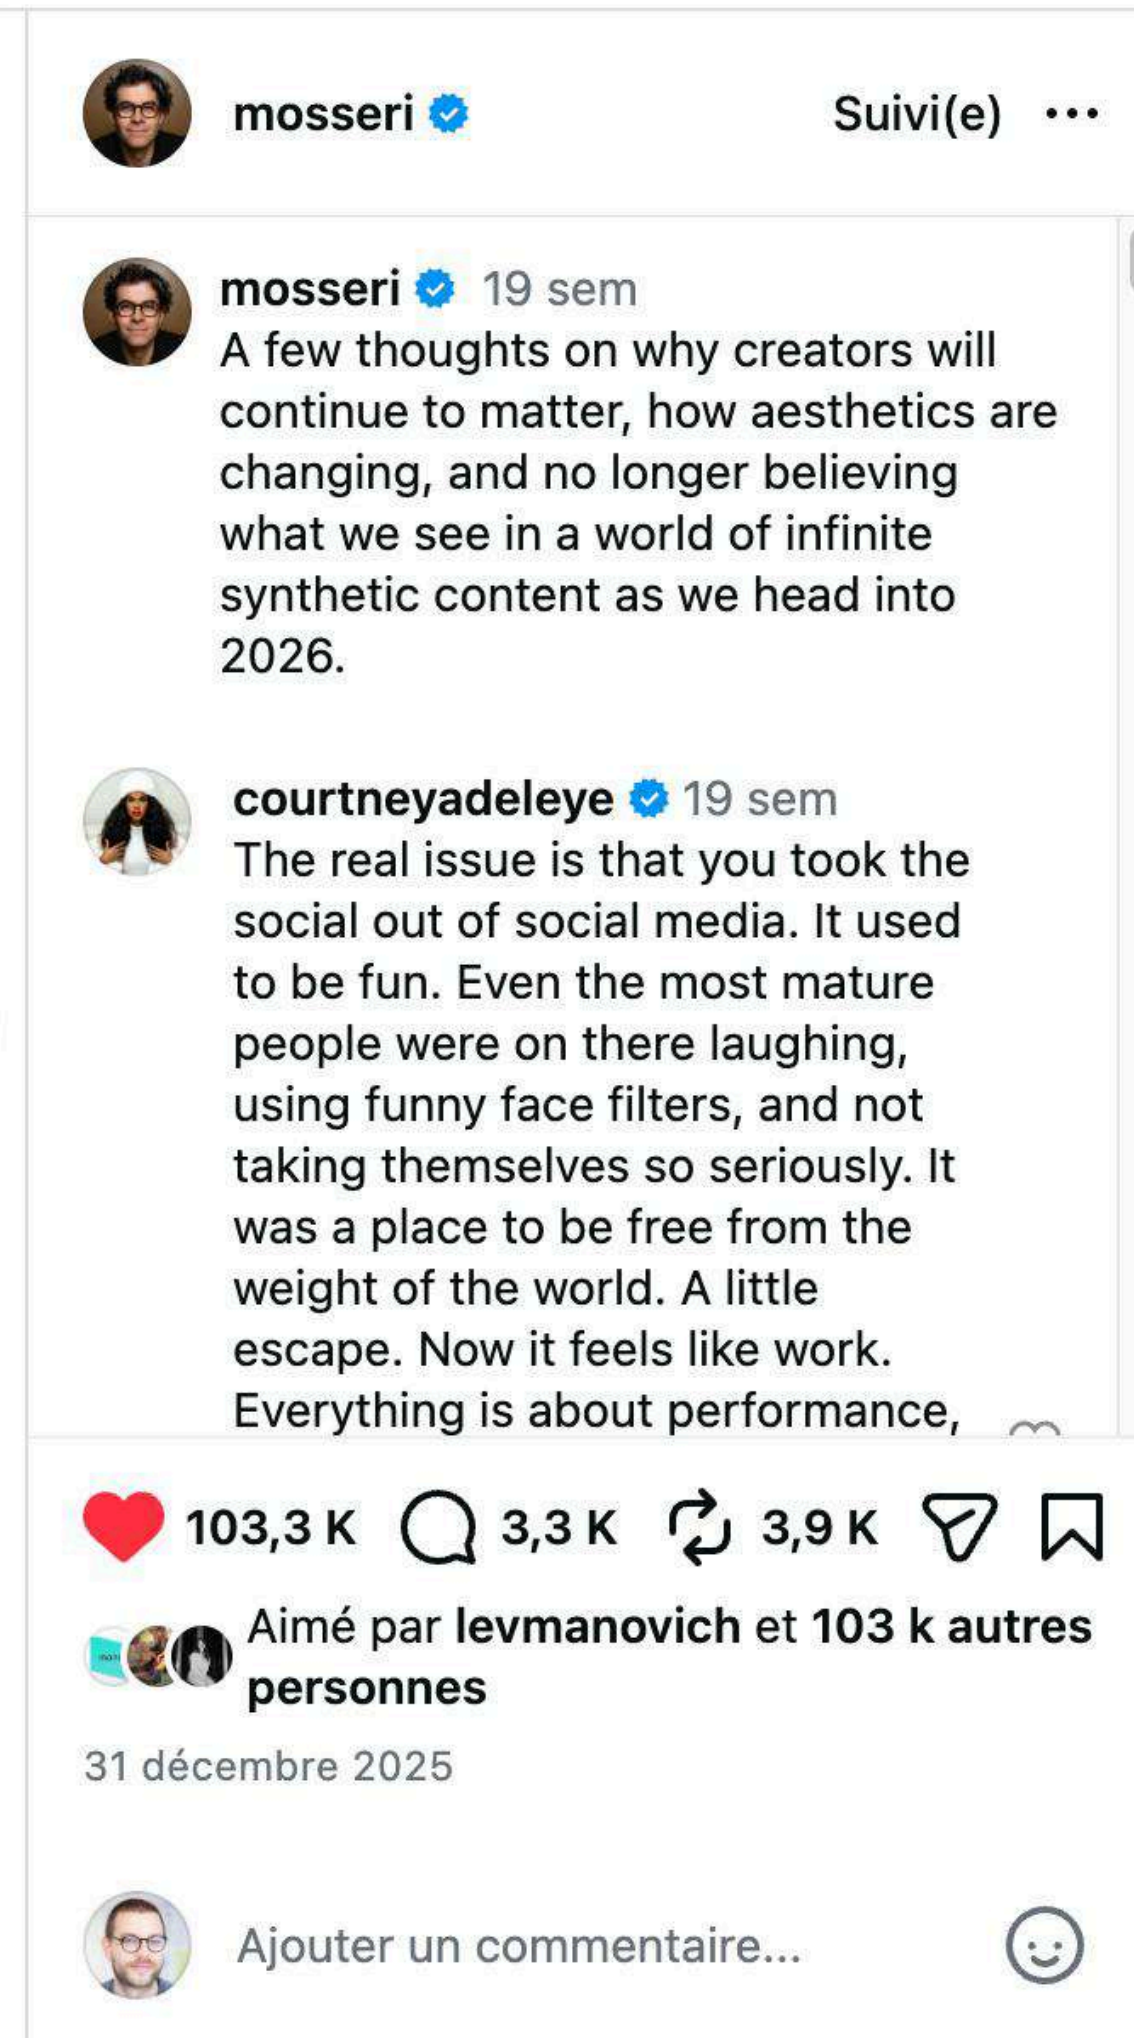 mosseri
Suivi(e)
mosseri 19 sem
A few thoughts on why creators will
continue to matter, how aesthetics are
changing, and no longer believing
what we see in a world of infinite
synthetic content as we head into
2026.
courtneyadeleye 19 sem
The real issue is that you took the
social out of social media. It used
to be fun. Even the most mature
people were on there laughing,
using funny face filters, and not
taking themselves so seriously. It
was a place to be free from the
weight of the world. A little
escape. Now it feels like work.
Everything is about performance,
103,3 K 3,3 K 3,9 K
Aimé par levmanovich et 103 k autres
personnes
31 décembre 2025
Ajouter un commentaire...